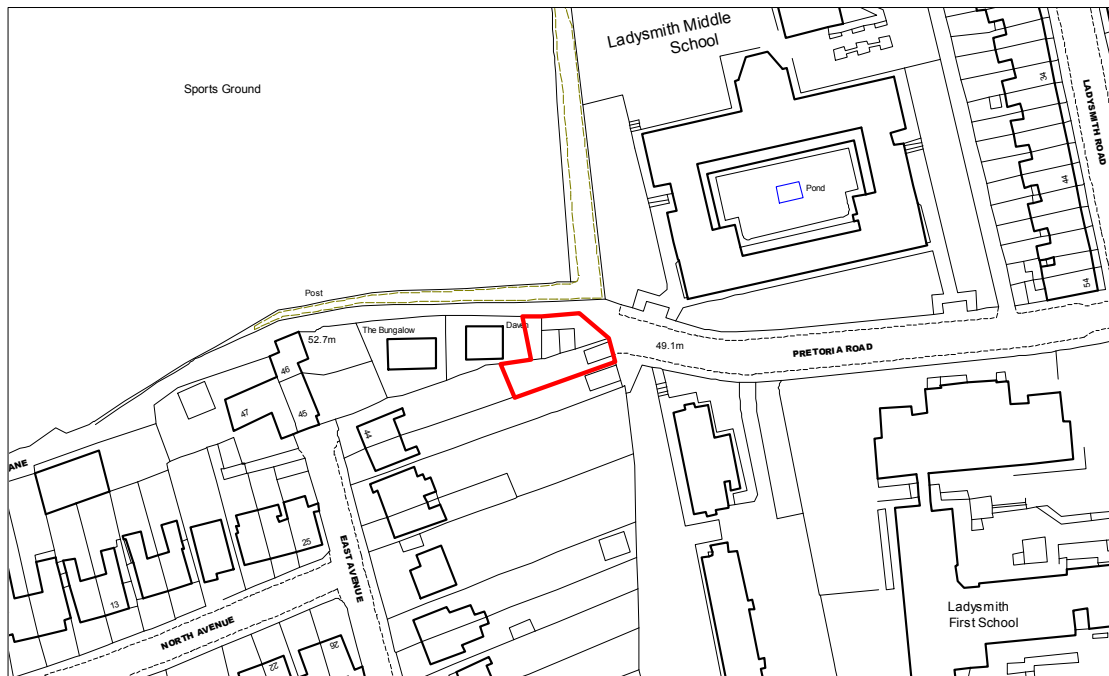 Ladysmith Middle
School
Sports Ground
34
LADYSMITH ROAD
44
Pond
54
Post
The Bungalow
52.7m
49.1m
PRETORIA ROAD
46
47
45
44
ANE
25
EAST AVENUE
13
NORTH AVENUE
22
26
Ladysmith
First School